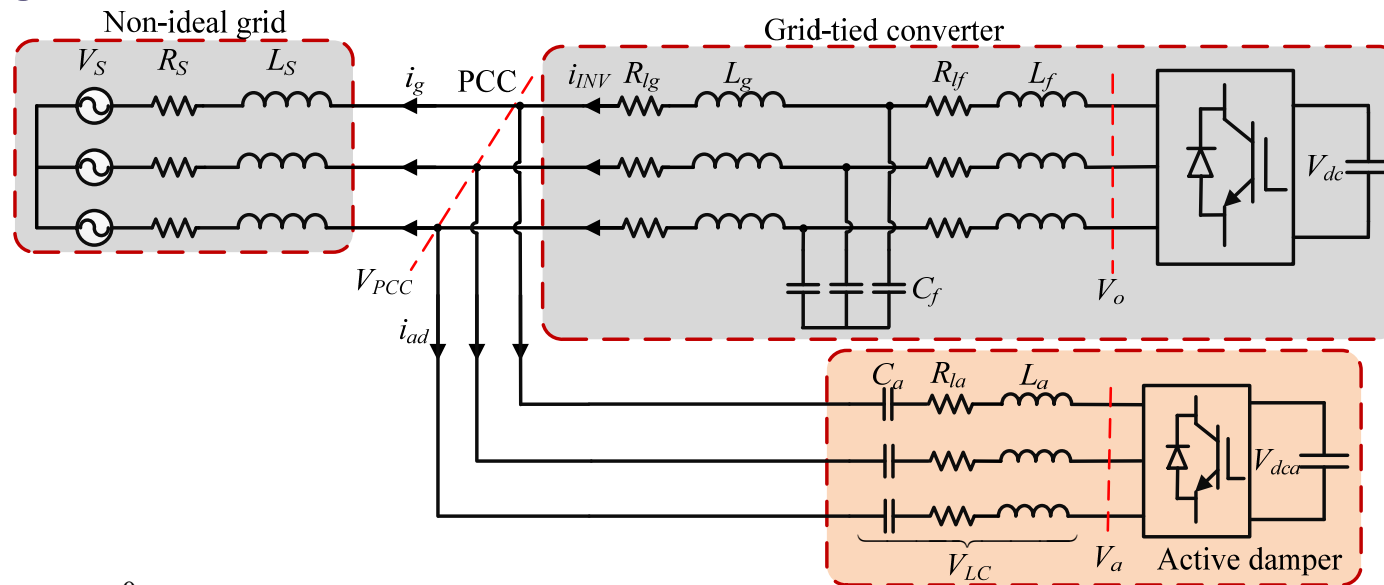 Non-ideal grid
Grid-tied converter
V_S R_S L_S
i_g PCC i_INV R_lg L_g R_lf L_f
V_dc
V_PCC
C_f
V_o
i_ad
C_a R_la L_a
V_dca
V_LC
V_a Active damper